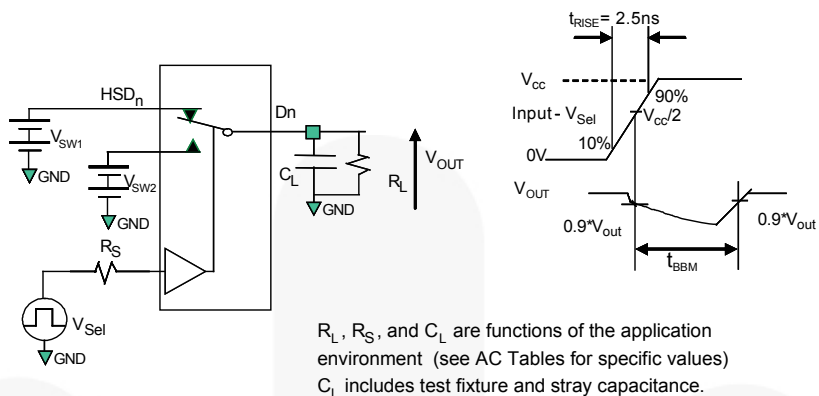 HSDn
Dn
VSW1
GND
VSW2
GND
CL
RL
VOUT
GND
RS
VSel
GND
tRISE = 2.5ns
Vcc
90%
Input - VSel
Vcc/2
10%
0V
VOUT
0.9*Vout
0.9*Vout
tBBM
RL , RS, and CL are functions of the application
environment (see AC Tables for specific values)
CL includes test fixture and stray capacitance.